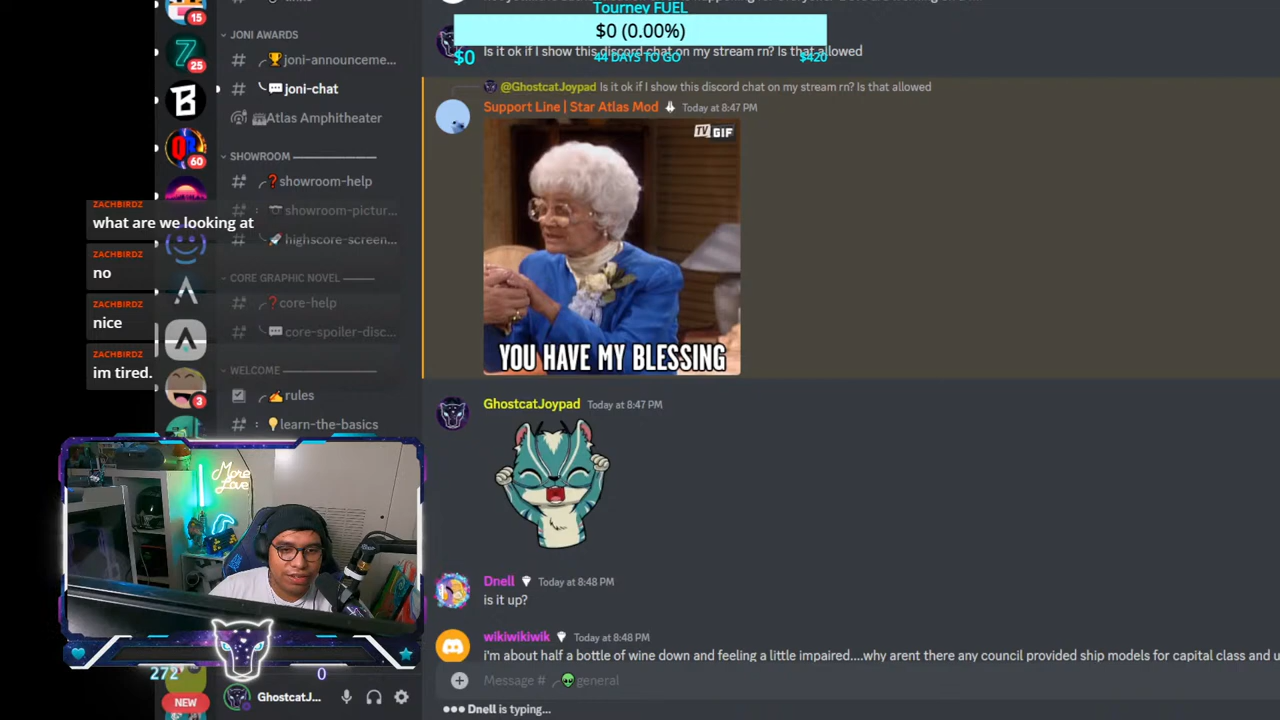 Tourney FUEL
$0 (0.00%)
$0
44 DAYS TO GO
$420
15
JONI AWARDS
25
joni-announceme...
joni-chat
Atlas Amphitheater
60
SHOWROOM
showroom-help
showroom-pictur...
highscore-screen...
CORE GRAPHIC NOVEL
core-help
core-spoiler-disc...
WELCOME
3
rules
learn-the-basics
ZACHBIRDZ
what are we looking at
ZACHBIRDZ
no
ZACHBIRDZ
nice
ZACHBIRDZ
im tired.
Is it ok if I show this discord chat on my stream rn? Is that allowed
@GhostcatJoypad Is it ok if I show this discord chat on my stream rn? Is that allowed
Support Line | Star Atlas Mod Today at 8:47 PM
TV GIF
YOU HAVE MY BLESSING
GhostcatJoypad Today at 8:47 PM
Dnell Today at 8:48 PM
is it up?
wikiwikiwik Today at 8:48 PM
i'm about half a bottle of wine down and feeling a little impaired....why arent there any council provided ship models for capital class and u
Message # general
Dnell is typing...
More
Love
272
0
NEW
GhostcatJ...